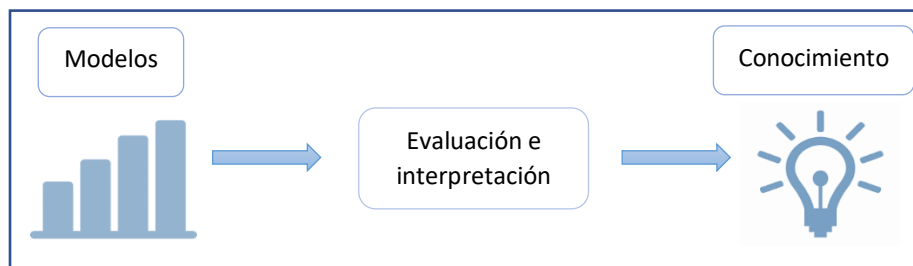 Modelos
Conocimiento
Evaluación e
interpretación